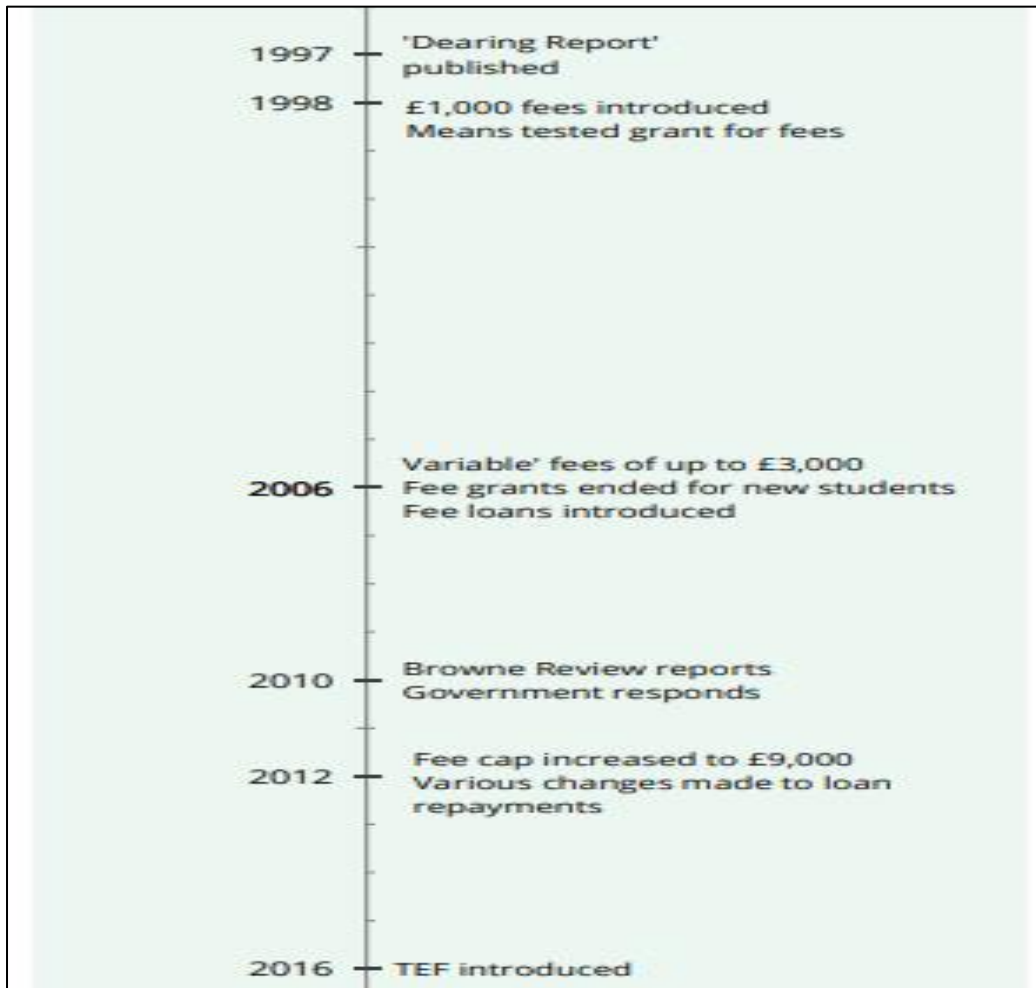 1997 'Dearing Report'
published
1998 £1,000 fees introduced
Means tested grant for fees
Variable' fees of up to £3,000
2006 Fee grants ended for new students
Fee loans introduced
2010 Browne Review reports
Government responds
Fee cap increased to £9,000
2012 Various changes made to loan
repayments
2016 TEF introduced